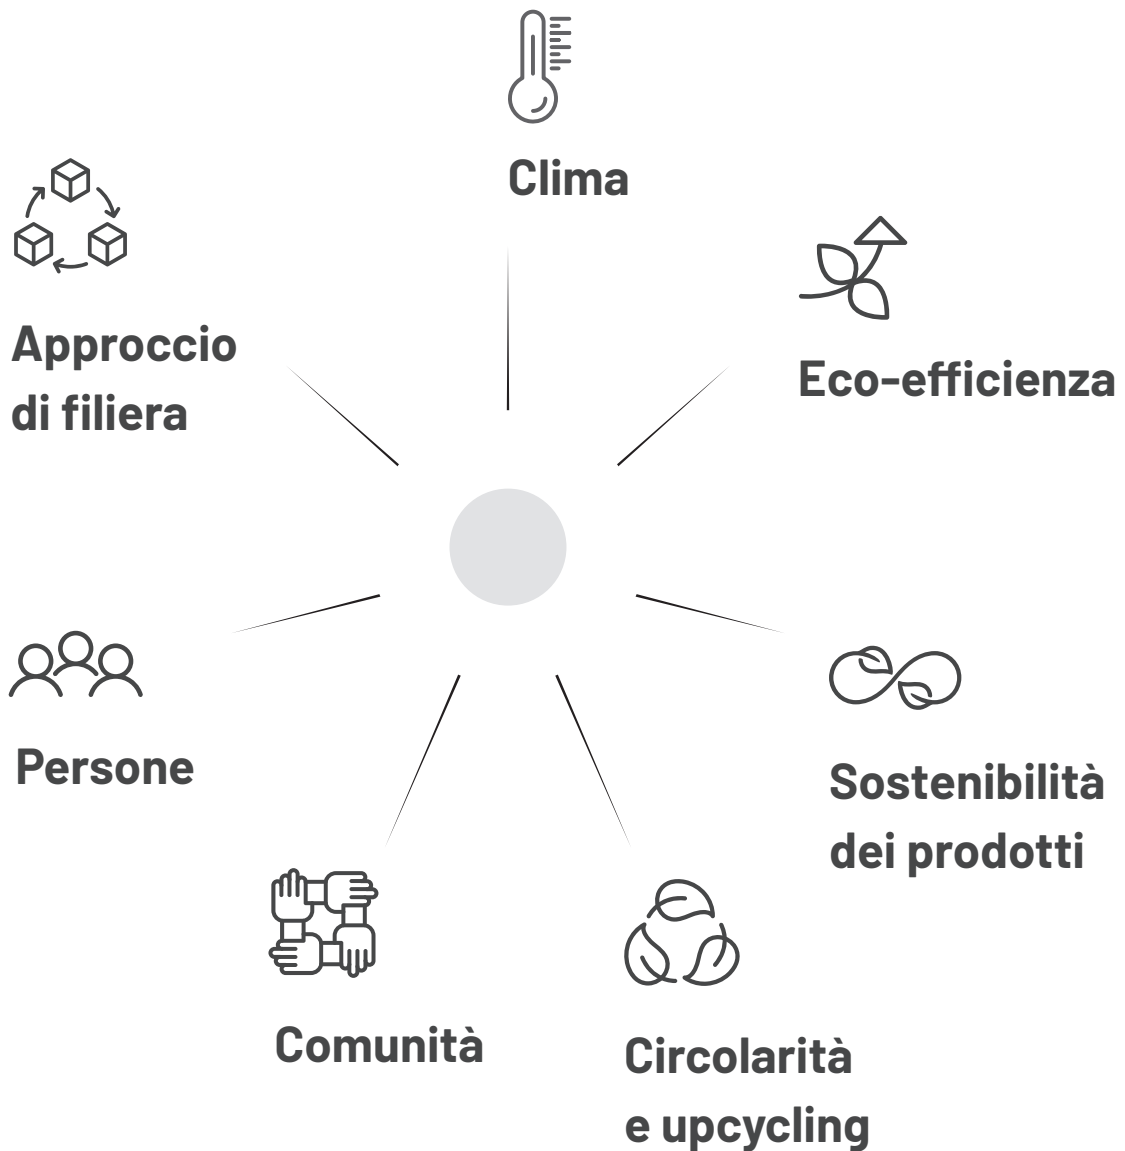 Clima
Approccio
di filiera
Eco-efficienza
Persone
Sostenibilità
dei prodotti
Comunità
Circolarità
e upcycling